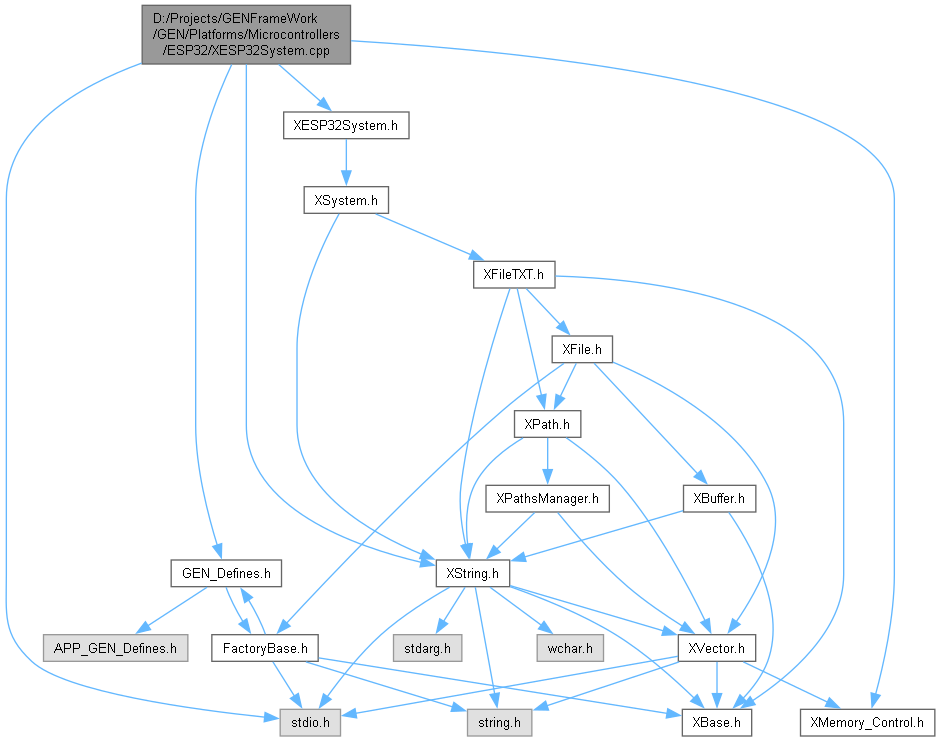 D:/Projects/GENFrameWork
/GEN/Platforms/Microcontrollers
/ESP32/XESP32System.cpp
XESP32System.h
XSystem.h
XFileTXT.h
XFile.h
XPath.h
XPathsManager.h
XBuffer.h
GEN_Defines.h
XString.h
APP_GEN_Defines.h
FactoryBase.h
stdarg.h
wchar.h
XVector.h
stdio.h
string.h
XBase.h
XMemory_Control.h